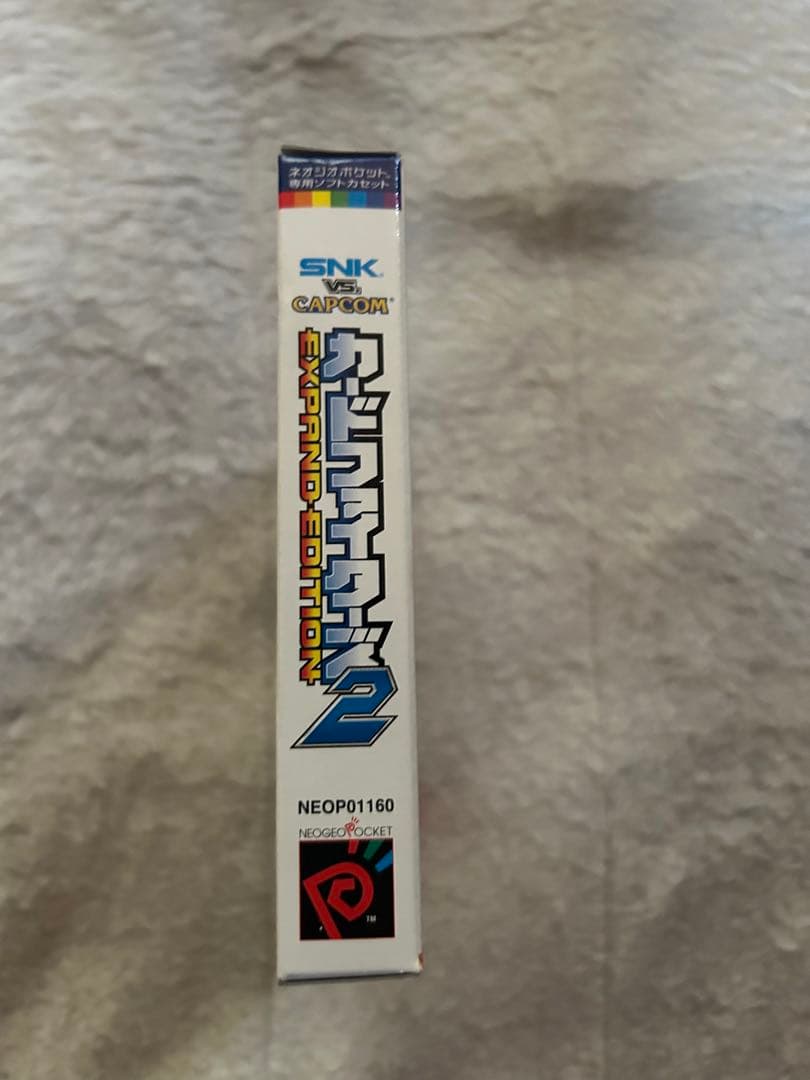 ネオジオポケット®
専用ソフトカセット
SNK®
VS.
CAPCOM®
カードファイターズ2
EXPAND EDITION
NEOP01160
NEOGEO POCKET
TM